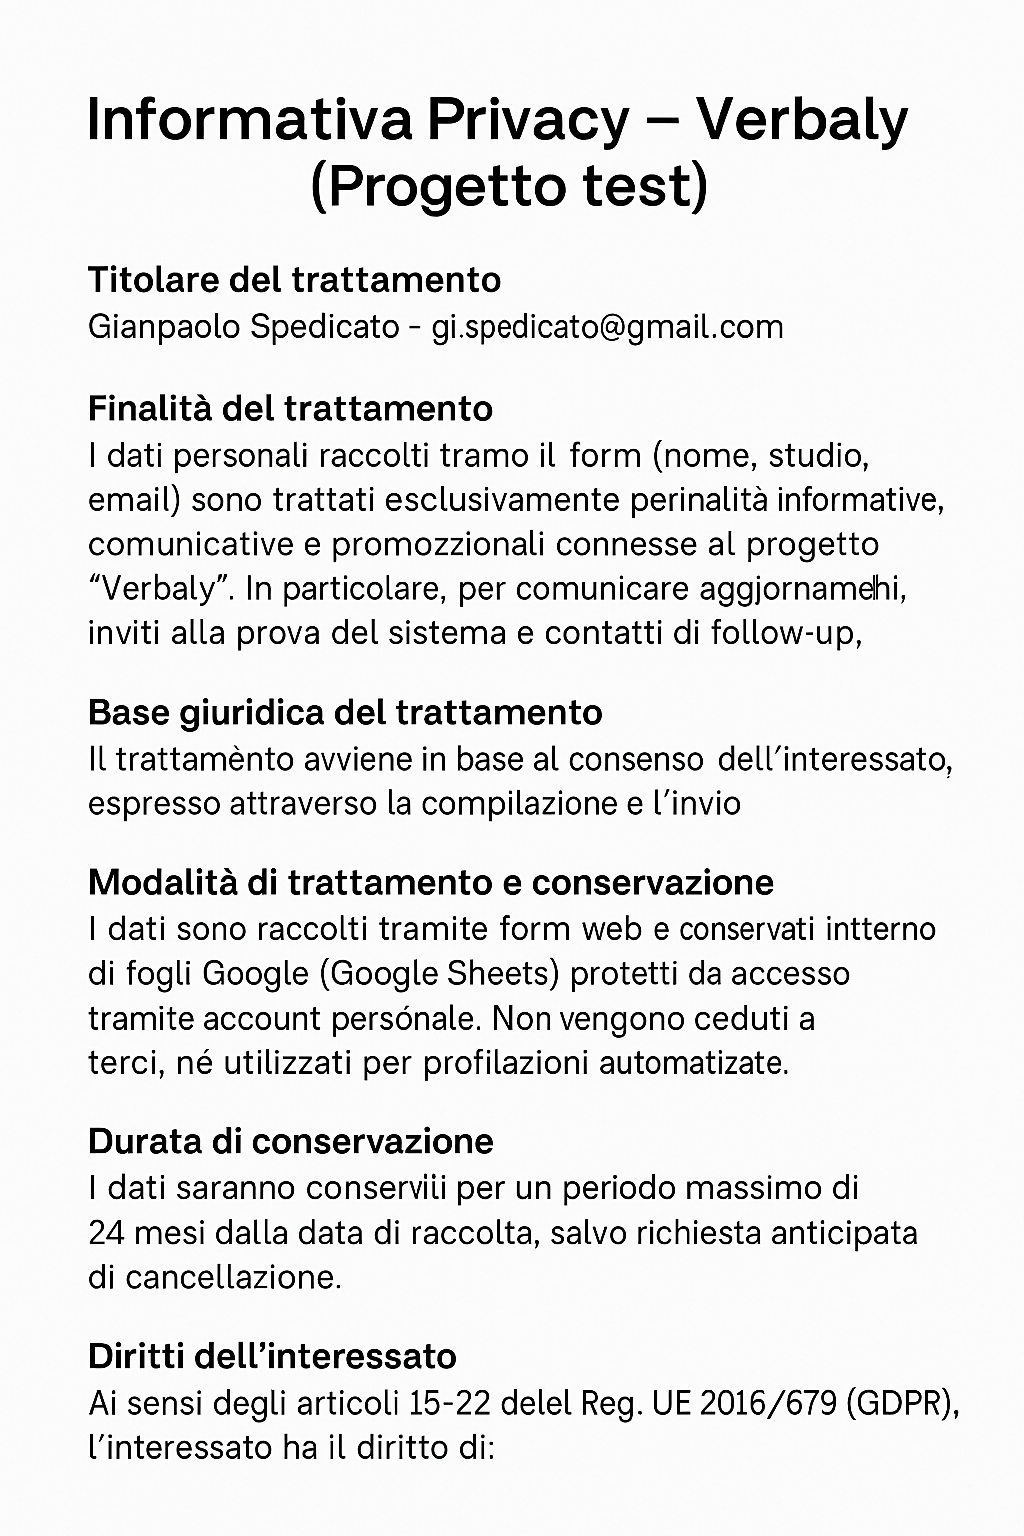 Informativa Privacy – Verbaly
(Progetto test)
Titolare del trattamento
Gianpaolo Spedicato - gi.spedicato@gmail.com
Finalità del trattamento
I dati personali raccolti tramo il form (nome, studio,
email) sono trattati esclusivamente perinalità informative,
comunicative e promozzionali connesse al progetto
“Verbaly”. In particolare, per comunicare
inviti alla prova del sistema e contatti di follow-up,
Base giuridica del trattamento
Il trattamènto avviene in base al consenso dell’interessato,
espresso attraverso la compilazione e l’invio
Modalità di trattamento e conservazione
I dati sono raccolti tramite form web e conservati intterno
di fogli Google (Google Sheets) protetti da accesso
tramite account persónale. Non vengono ceduti a
terci, né utilizzati per profilazioni automatizate.
Durata di conservazione
I dati saranno conserviii per un periodo massimo di
24 mesi dalla data di raccolta, salvo richiesta anticipata
di cancellazione.
Diritti dell’interessato
Ai sensi degli articoli 15-22 delel Reg. UE 2016/679 (GDPR),
l’interessato ha il diritto di: